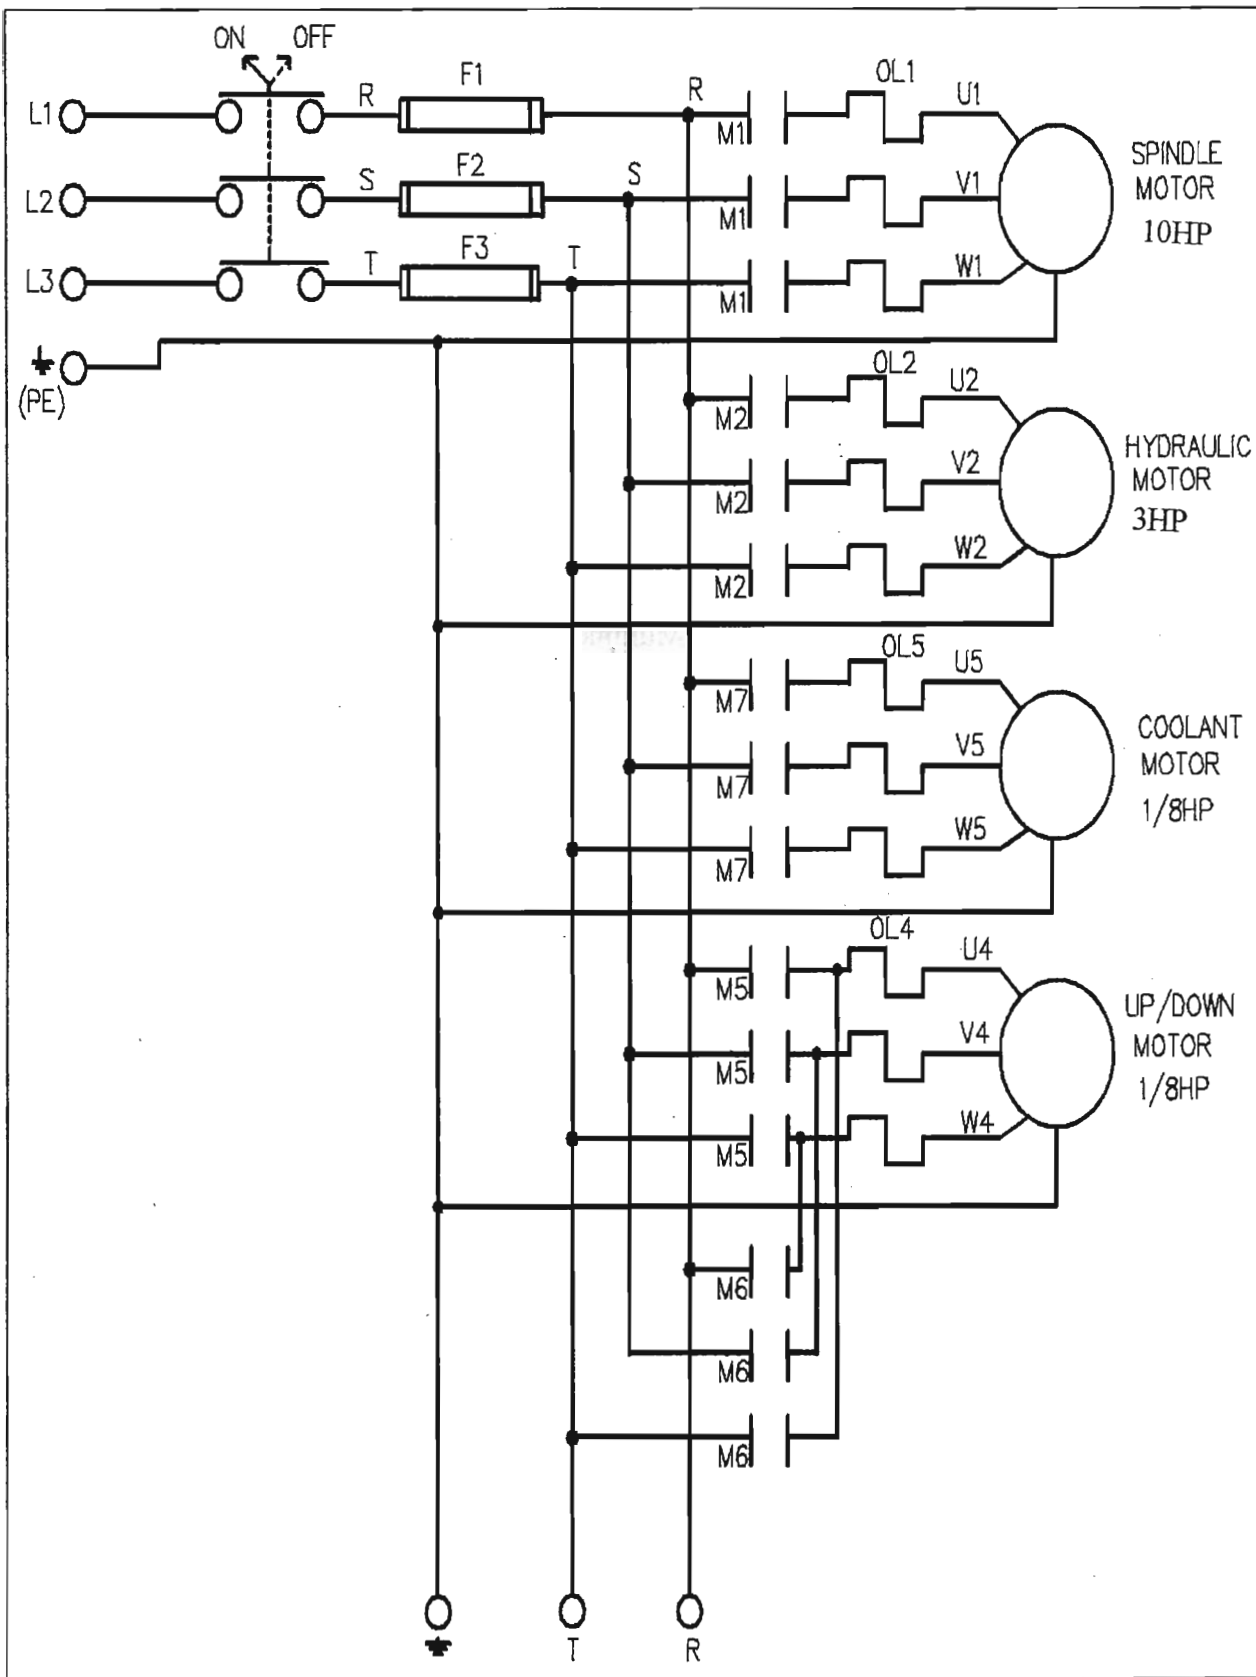 ON OFF
L1 R F1 R M1 OL1 U1
L2 S F2 S M1 V1
L3 T F3 T M1 W1
SPINDLE
MOTOR
10HP
(PE)
M2 OL2 U2
M2 V2
M2 W2
HYDRAULIC
MOTOR
3HP
M7 OL5 U5
M7 V5
M7 W5
COOLANT
MOTOR
1/8HP
M5 OL4 U4
M5 V4
M5 W4
UP/DOWN
MOTOR
1/8HP
M6
M6
M6
T R